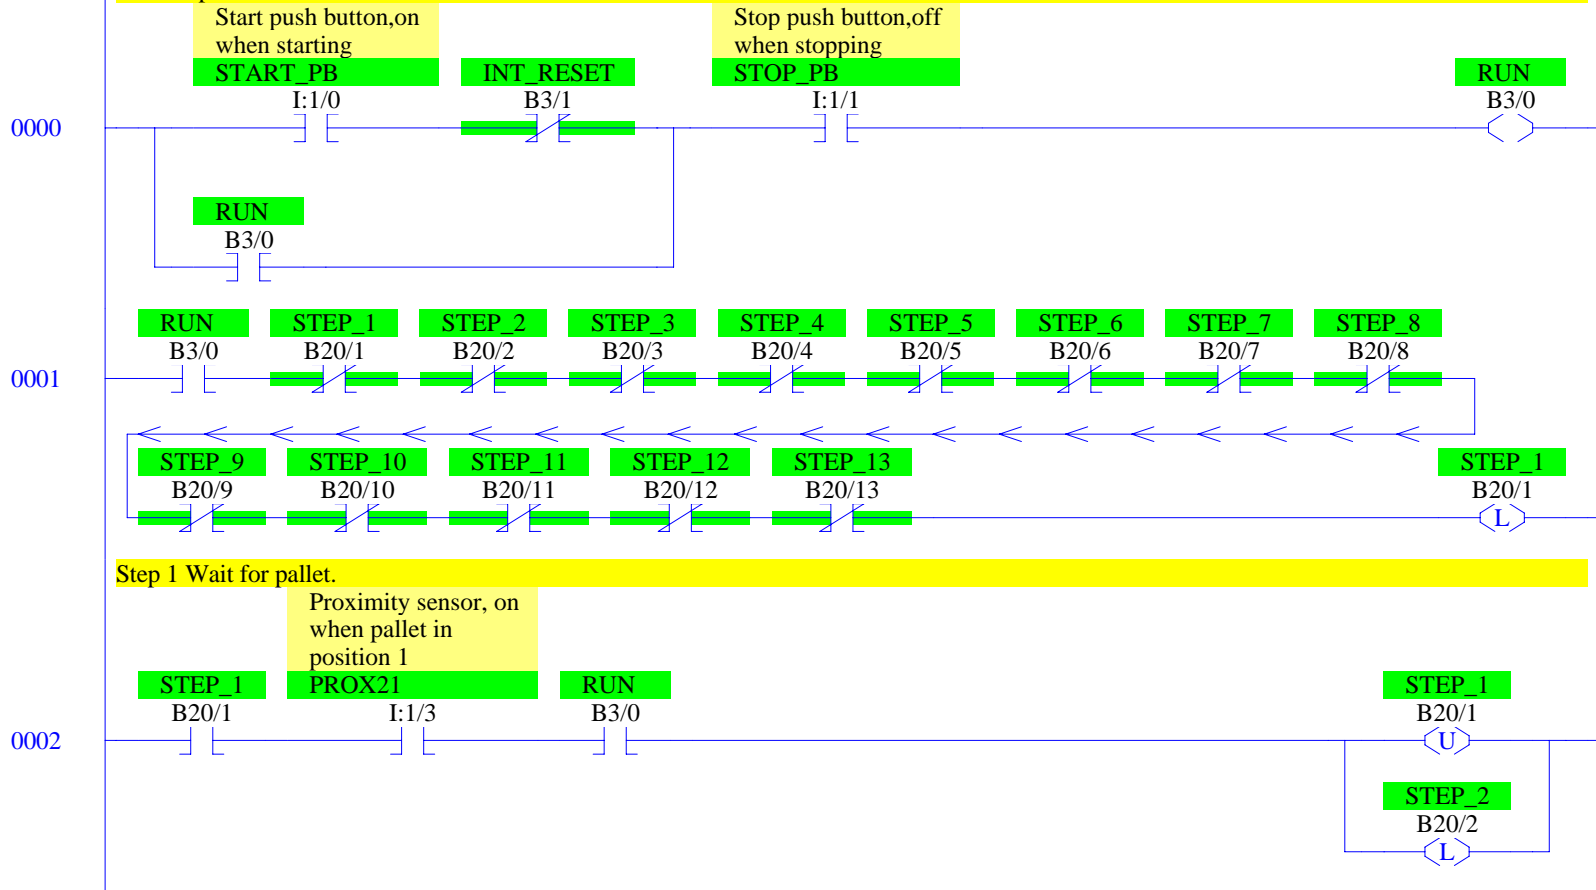 Start push button,on
when starting
Stop push button,off
when stopping
START_PB INT_RESET STOP_PB RUN
I:1/0 B3/1 I:1/1 B3/0
0000
RUN
B3/0
RUN STEP_1 STEP_2 STEP_3 STEP_4 STEP_5 STEP_6 STEP_7 STEP_8
B3/0 B20/1 B20/2 B20/3 B20/4 B20/5 B20/6 B20/7 B20/8
0001
STEP_9 STEP_10 STEP_11 STEP_12 STEP_13 STEP_1
B20/9 B20/10 B20/11 B20/12 B20/13 B20/1
L
Step 1 Wait for pallet.
Proximity sensor, on
when pallet in
position 1
STEP_1 PROX21 RUN STEP_1
B20/1 I:1/3 B3/0 B20/1
0002 U
STEP_2
B20/2
L